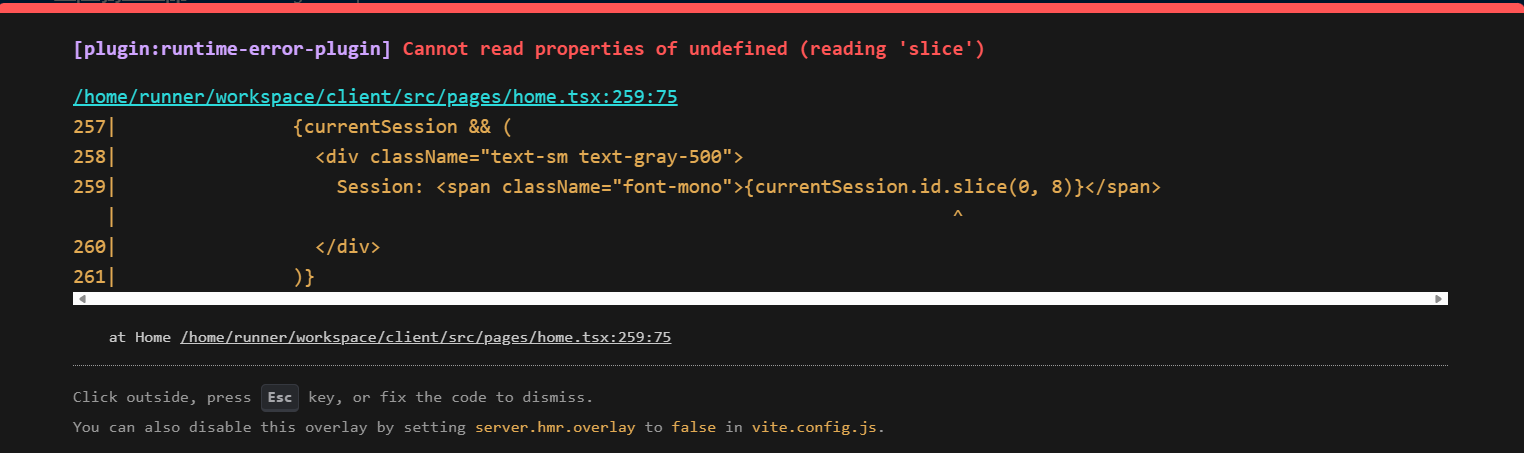 [plugin:runtime-error-plugin] Cannot read properties of undefined (reading 'slice')
/home/runner/workspace/client/src/pages/home.tsx:259:75
257|                {currentSession && (
258|                  <div className="text-sm text-gray-500">
259|                    Session: <span className="font-mono">{currentSession.id.slice(0, 8)}</span>
   |                                                                            ^
260|                  </div>
261|                )}
at Home /home/runner/workspace/client/src/pages/home.tsx:259:75
Click outside, press Esc key, or fix the code to dismiss.
You can also disable this overlay by setting server.hmr.overlay to false in vite.config.js.